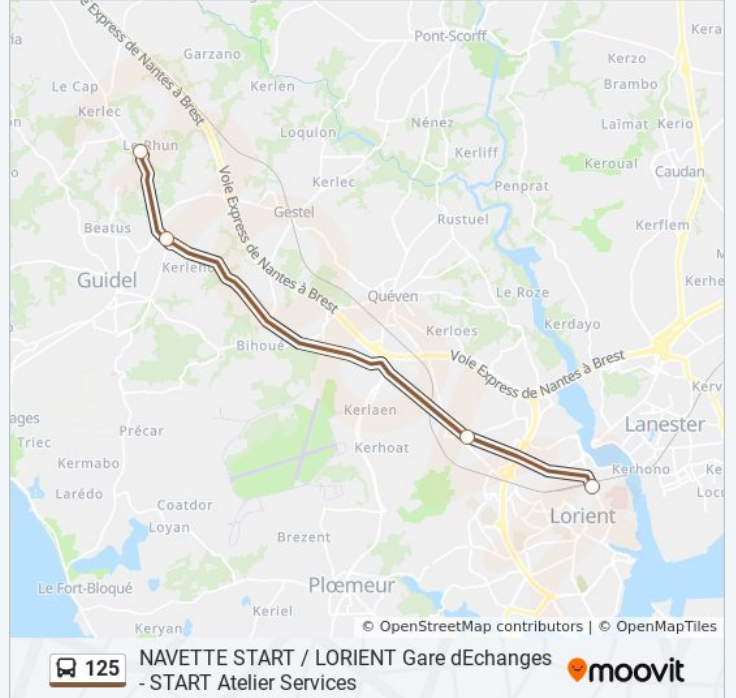 Voie Express de Nantes à Brest
Pont-Scorff
Kera
ia
Garzano
Kerzo
Le Cap
Kerlen
Brambo
Kerlec
in
Nénez
Laïmat
Kerio
Loquion
Le Rhun
Kerliff
Keroual
Caudan
Kerlec
Penprat
Voie Express de Nantes à Brest
Gestel
Rustuel
Beatus
Kerflem
Kerlen
Guidel
Kerhe
Quéven
Le Roze
Kerdayo
Kerloes
Bihoué
Voie Express de Nantes à Brest
Kerv
Kerlaen
ages
Triec
Précar
Lanester
Kerhoat
Kermabo
Kerhono
Ke
Larédo
Locu
Coatdor
Loyan
Lorient
Brezent
Le Fort-Bloqué
Plœmeur
Keriel
Keryan
© OpenStreetMap contributors | © OpenMapTiles
125
NAVETTE START / LORIENT Gare dEchanges
- START Atelier Services
moovit